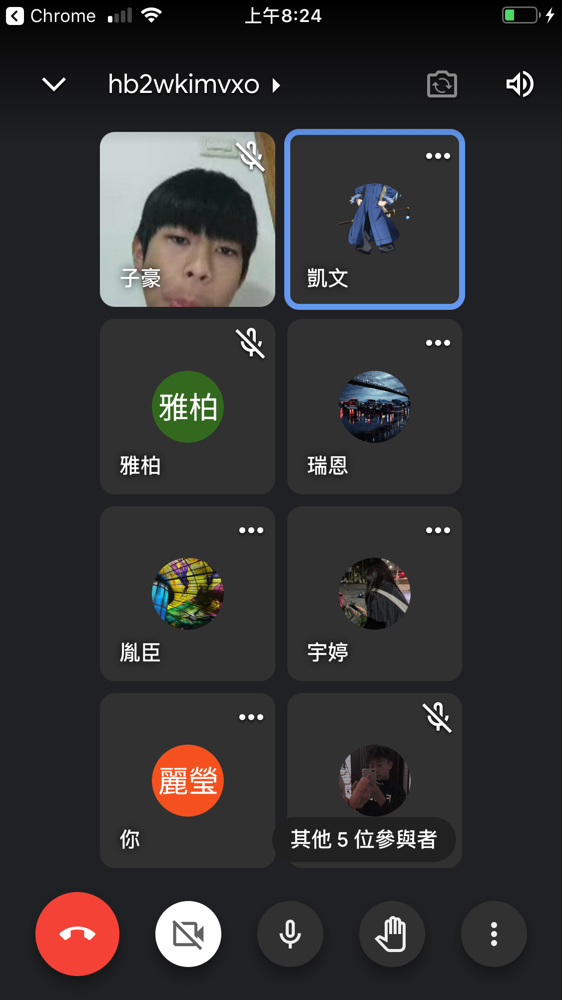 Chrome
上午8:24
hb2wkimvxo
子豪
凱文
雅柏
雅柏
瑞恩
胤臣
宇婷
麗瑩
你
其他 5 位參與者